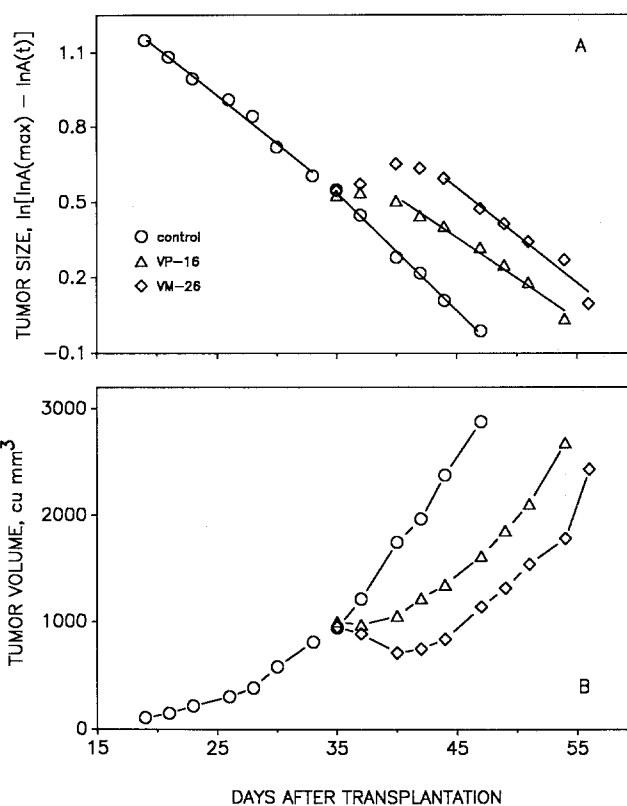 TUMOR SIZE, ln[lnA(max) − lnA(t)]
1.1
0.8
0.5
0.2
−0.1
A
control
VP−16
VM−26
TUMOR VOLUME, cu mm³
3000
2000
1000
0
B
15 25 35 45 55
DAYS AFTER TRANSPLANTATION